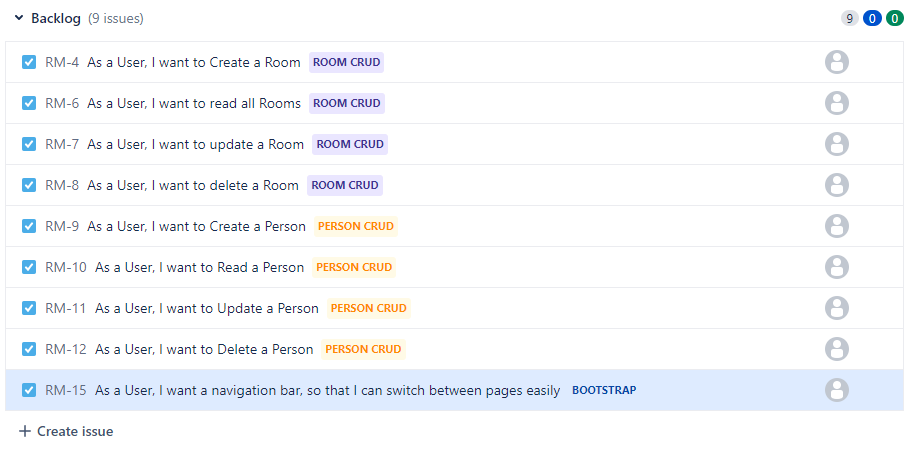 Backlog (9 issues) 9 0 0
RM-4 As a User, I want to Create a Room ROOM CRUD
RM-6 As a User, I want to read all Rooms ROOM CRUD
RM-7 As a User, I want to update a Room ROOM CRUD
RM-8 As a User, I want to delete a Room ROOM CRUD
RM-9 As a User, I want to Create a Person PERSON CRUD
RM-10 As a User, I want to Read a Person PERSON CRUD
RM-11 As a User, I want to Update a Person PERSON CRUD
RM-12 As a User, I want to Delete a Person PERSON CRUD
RM-15 As a User, I want a navigation bar, so that I can switch between pages easily BOOTSTRAP
+ Create issue